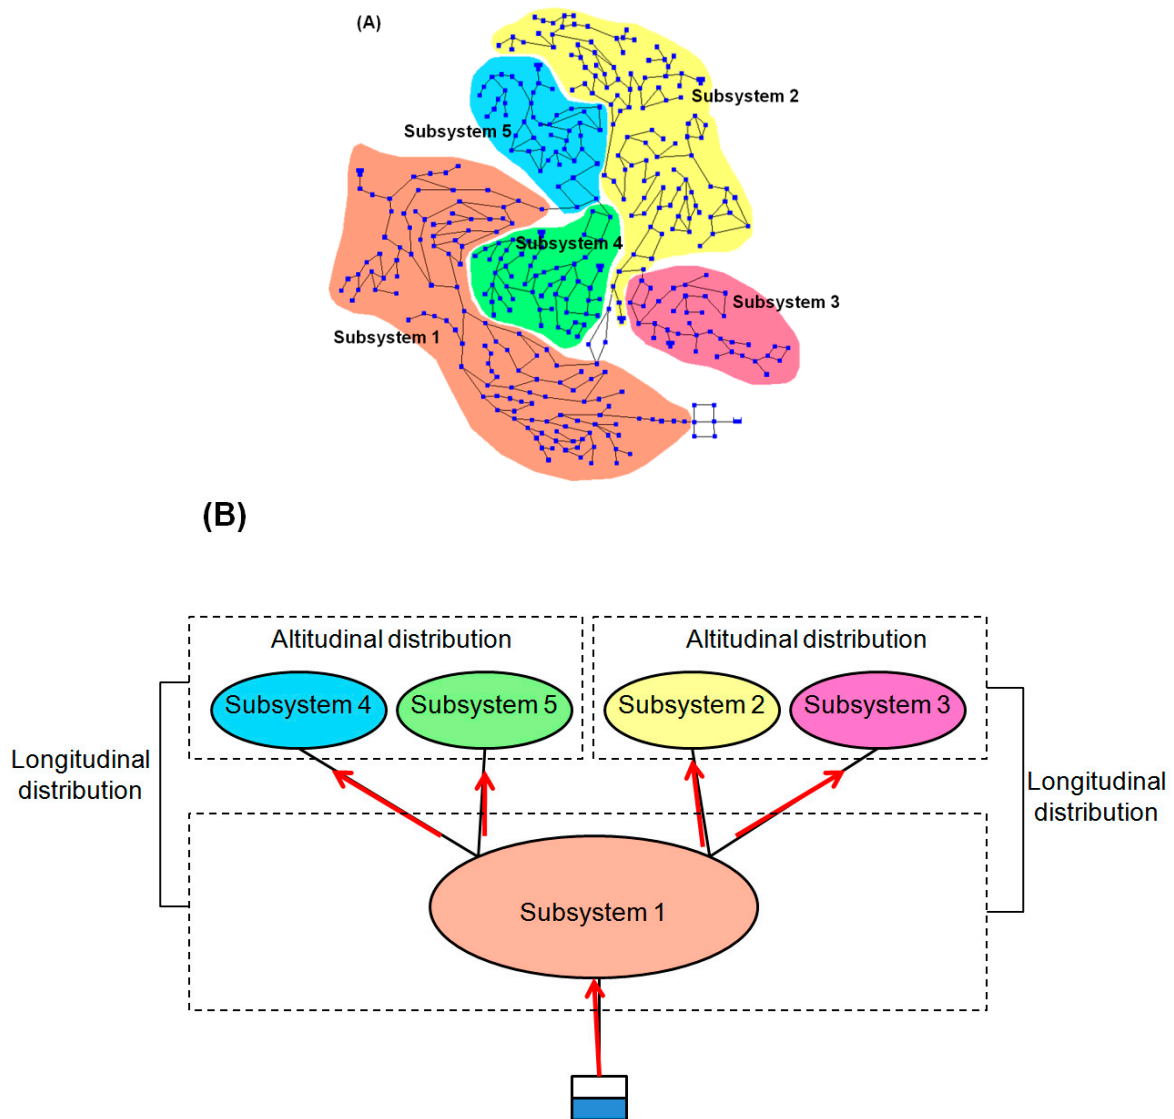 (A)
Subsystem 2
Subsystem 5
Subsystem 4
Subsystem 3
Subsystem 1
(B)
Altitudinal distribution
Altitudinal distribution
Subsystem 4
Subsystem 5
Subsystem 2
Subsystem 3
Longitudinal
distribution
Longitudinal
distribution
Subsystem 1